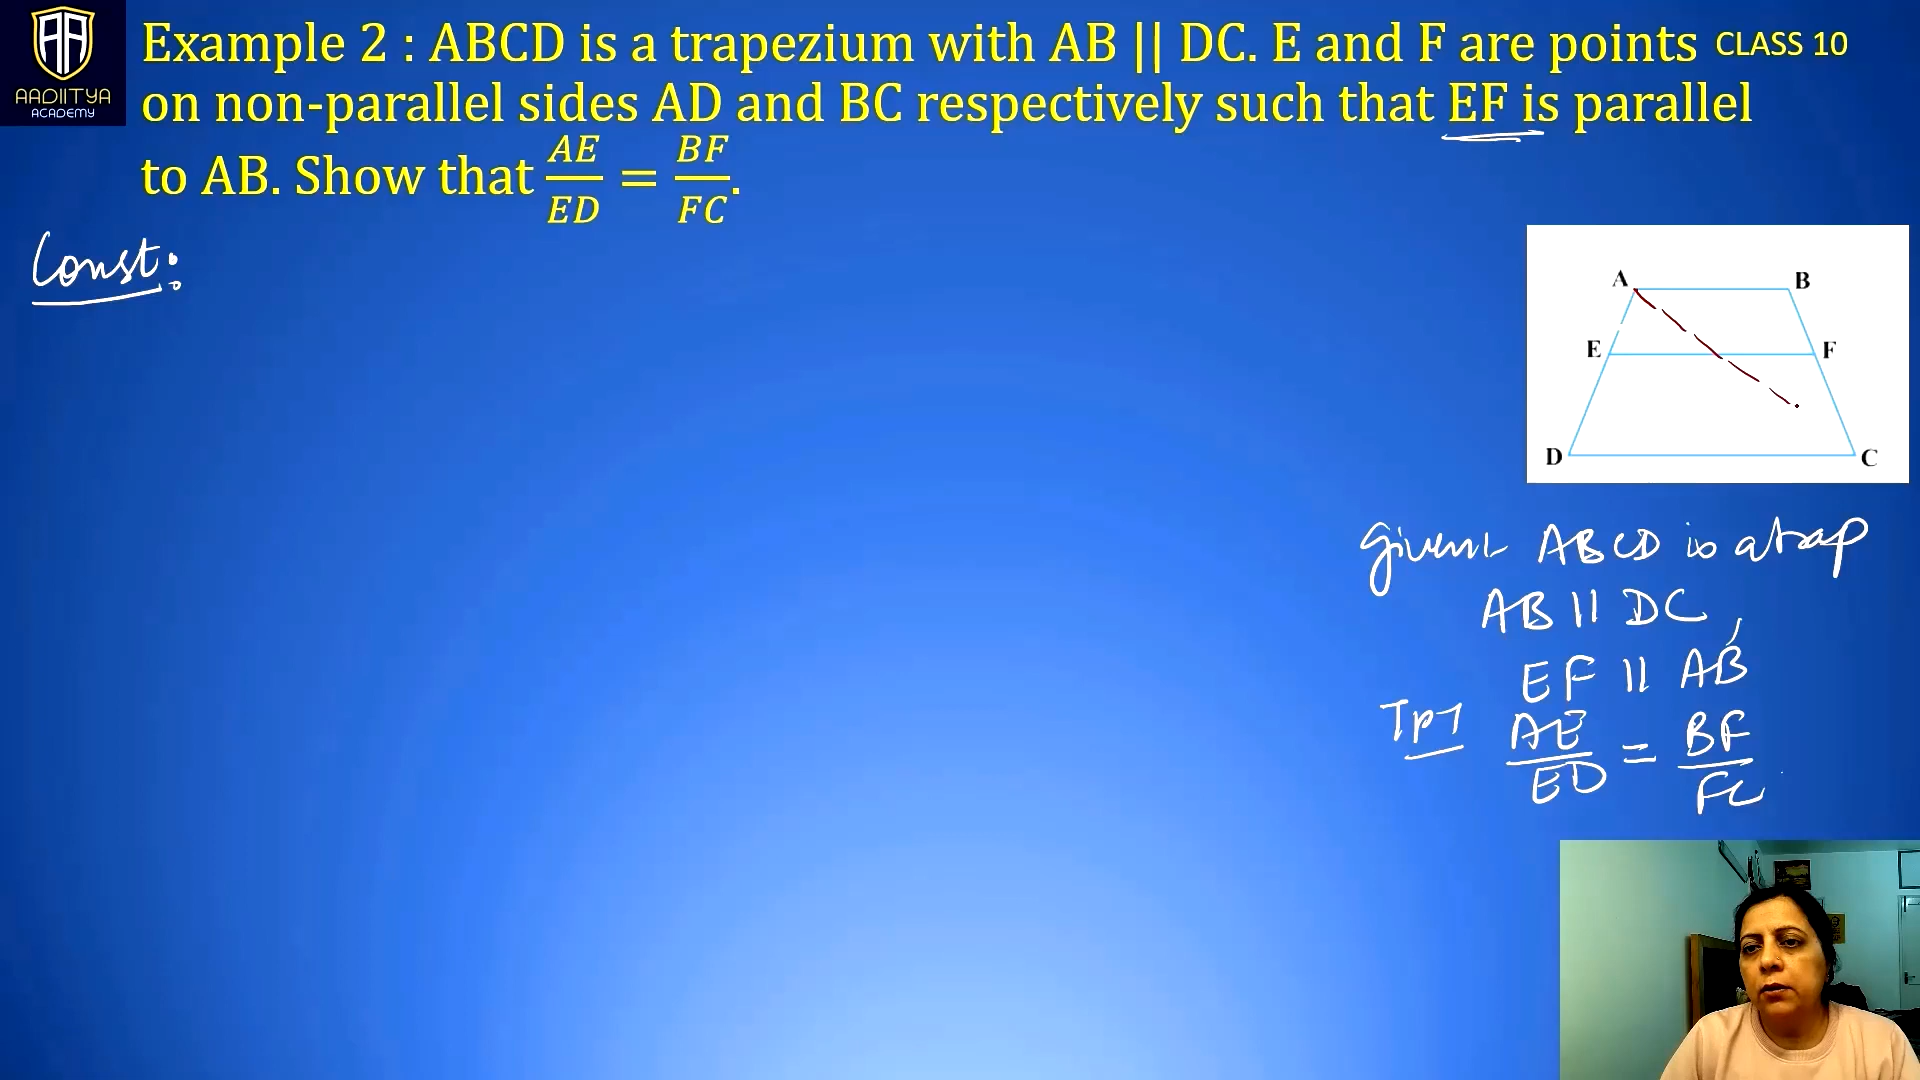 AADIITYA
ACADEMY
Example 2 : ABCD is a trapezium with AB || DC. E and F are points
CLASS 10
on non-parallel sides AD and BC respectively such that EF is parallel
to AB. Show that AE/ED = BF/FC.
Const:
A B
E F
D C
Given:- ABCD is a trap
AB || DC,
EF || AB
TP:- AE/ED = BF/FC